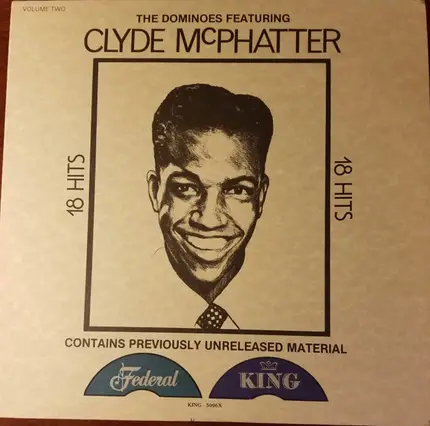 VOLUME TWO
THE DOMINOES FEATURING
CLYDE McPHATTER
18 HITS
18 HITS
CONTAINS PREVIOUSLY UNRELEASED MATERIAL
Federal
KING
KING - 5006X